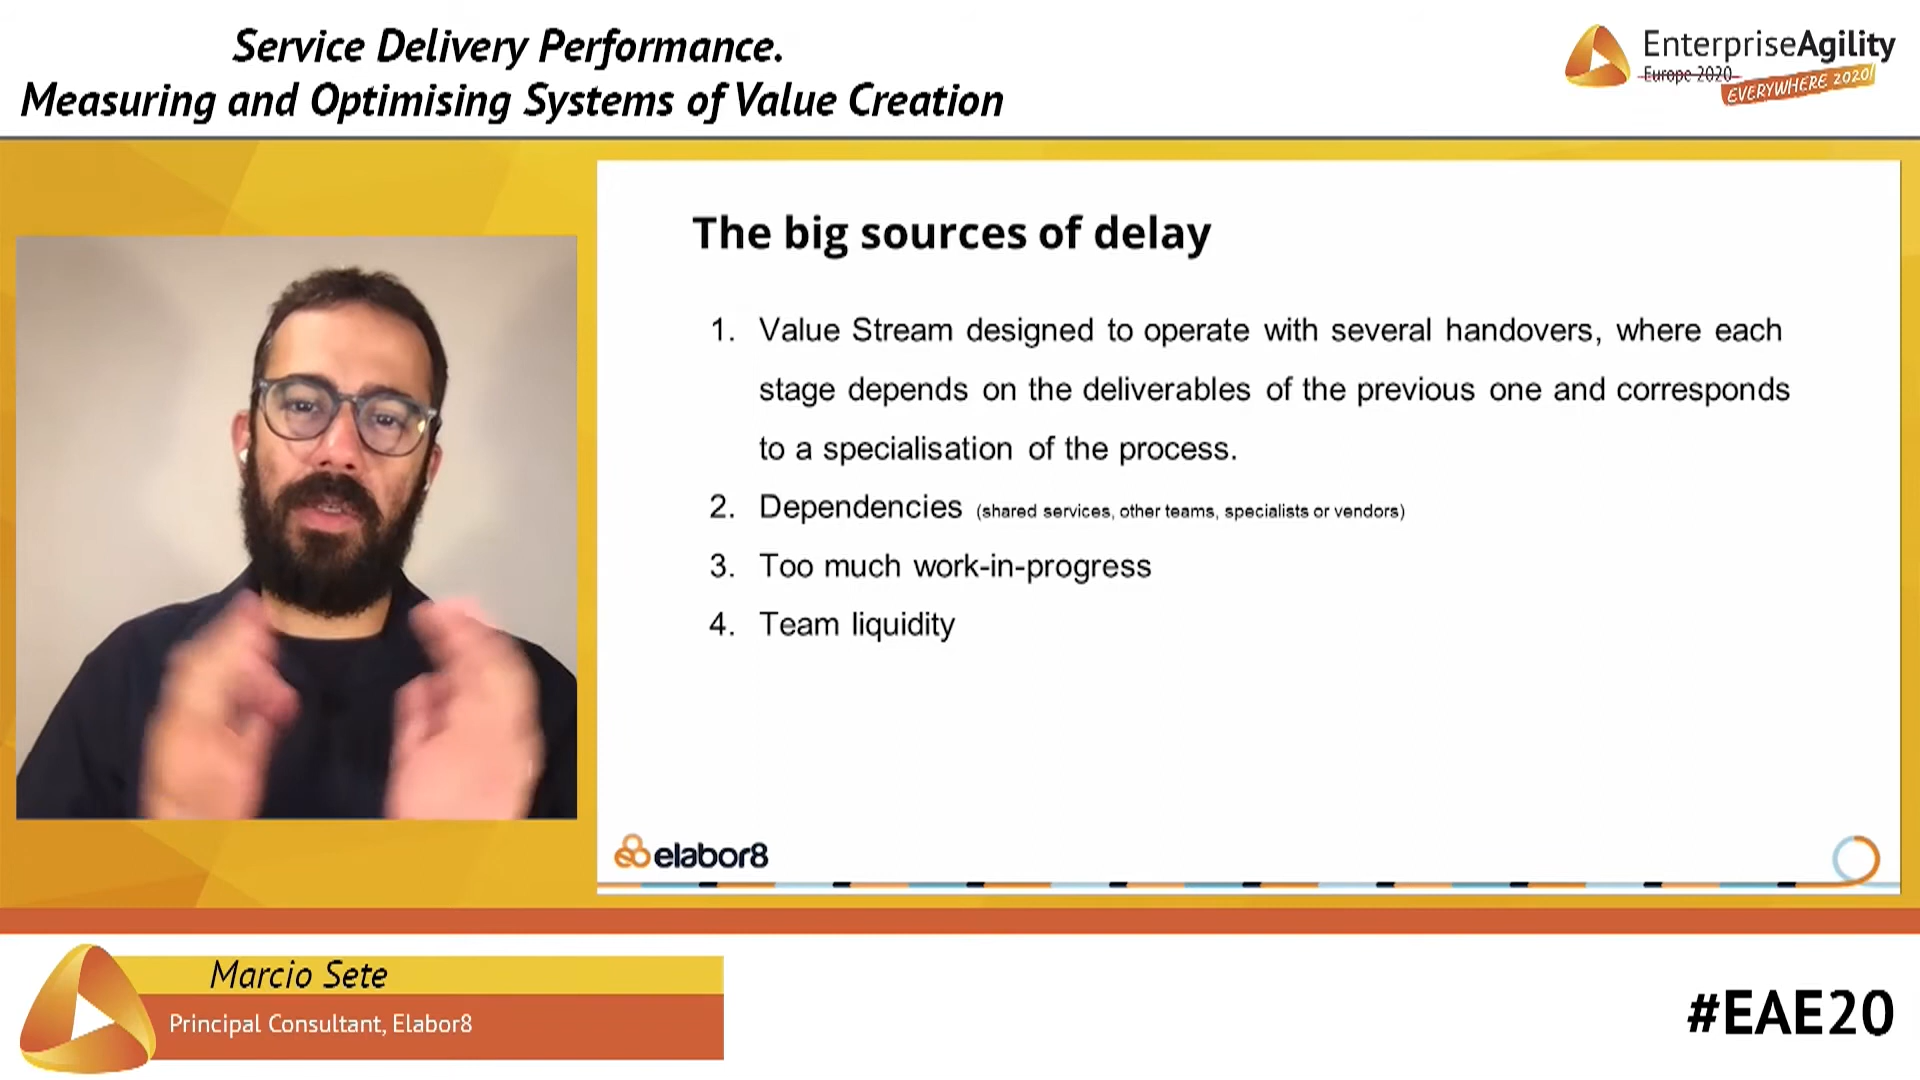 Service Delivery Performance.
Measuring and Optimising Systems of Value Creation
EnterpriseAgility
Europe 2020
EVERYWHERE 2020!
The big sources of delay
1. Value Stream designed to operate with several handovers, where each
stage depends on the deliverables of the previous one and corresponds
to a specialisation of the process.
2. Dependencies (shared services, other teams, specialists or vendors)
3. Too much work-in-progress
4. Team liquidity
elabor8
Marcio Sete
Principal Consultant, Elabor8
#EAE20